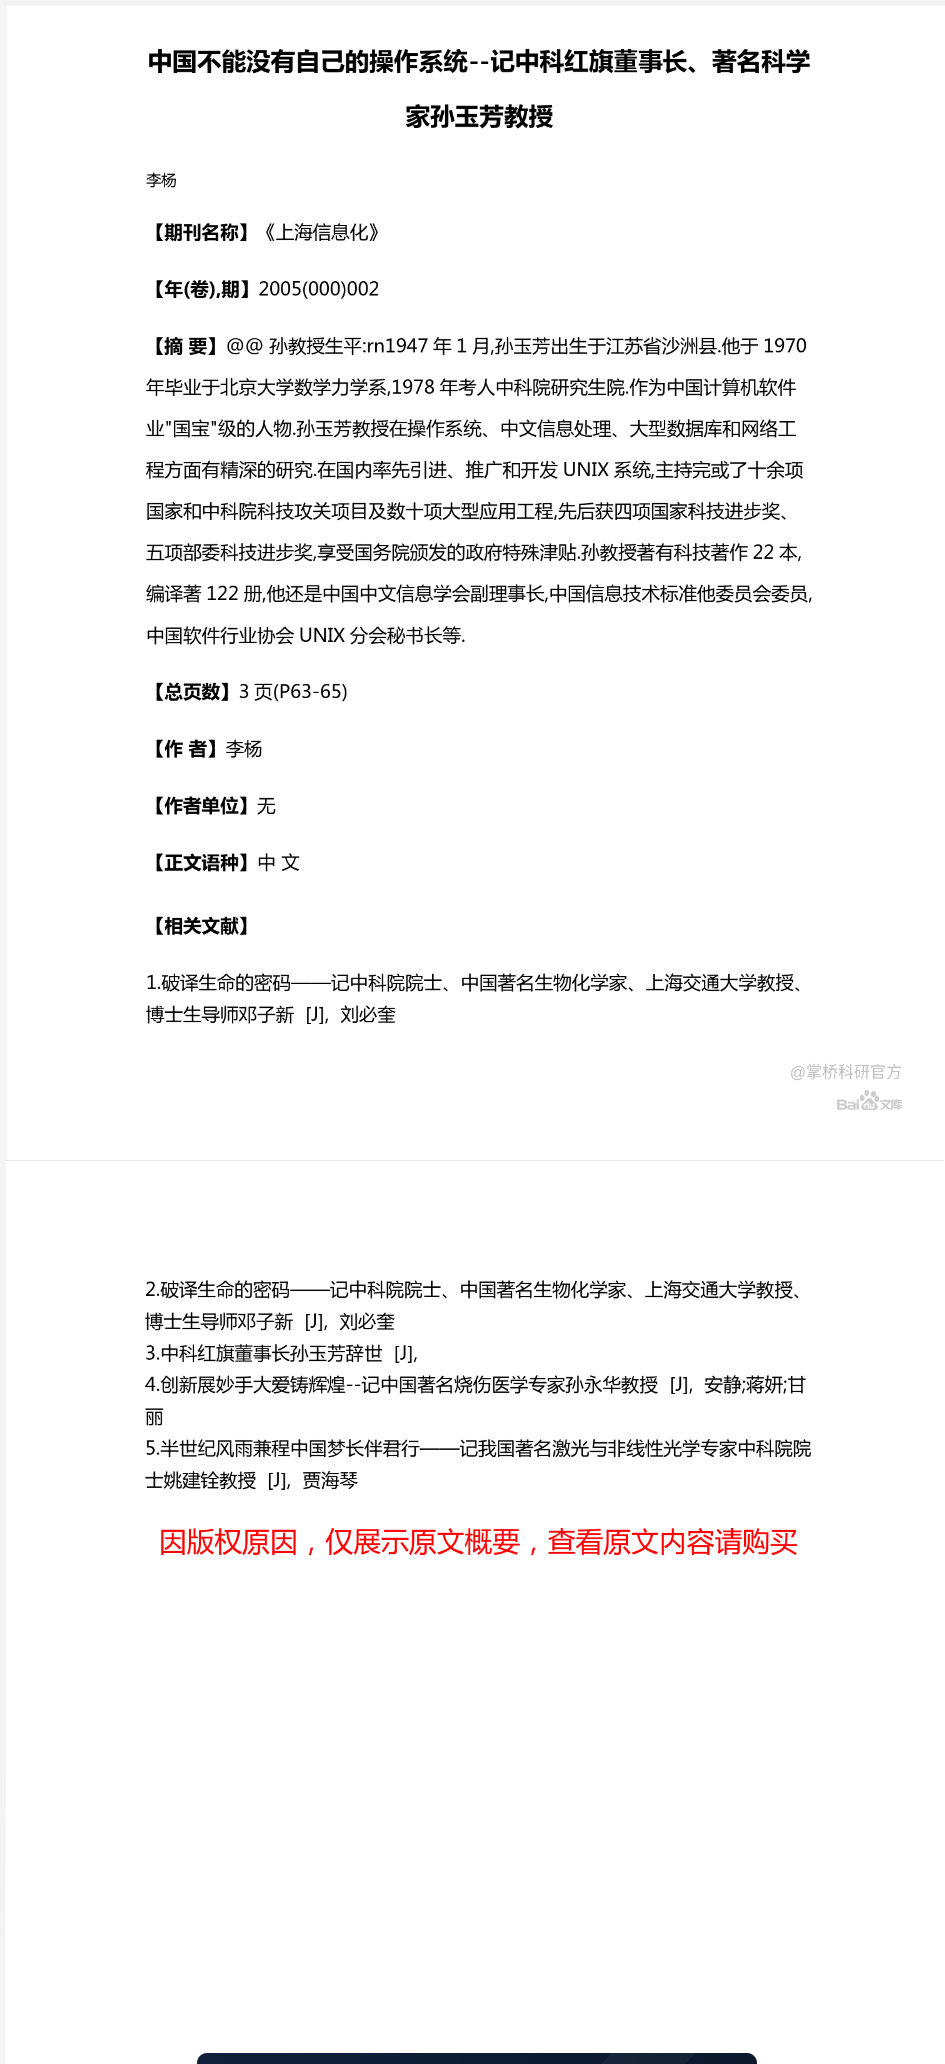 中国不能没有自己的操作系统--记中科红旗董事长、著名科学
家孙玉芳教授
李杨
【期刊名称】《上海信息化》
【年(卷),期】2005(000)002
【摘 要】@@ 孙教授生平:rn1947 年 1 月,孙玉芳出生于江苏省沙洲县.他于 1970
年毕业于北京大学数学力学系,1978 年考人中科院研究生院.作为中国计算机软件
业"国宝"级的人物.孙玉芳教授在操作系统、中文信息处理、大型数据库和网络工
程方面有精深的研究.在国内率先引进、推广和开发 UNIX 系统,主持完或了十余项
国家和中科院科技攻关项目及数十项大型应用工程,先后获四项国家科技进步奖、
五项部委科技进步奖,享受国务院颁发的政府特殊津贴.孙教授著有科技著作 22 本,
编译著 122 册,他还是中国中文信息学会副理事长,中国信息技术标准他委员会委员,
中国软件行业协会 UNIX 分会秘书长等.
【总页数】3 页(P63-65)
【作 者】李杨
【作者单位】无
【正文语种】中 文
【相关文献】
1.破译生命的密码——记中科院院士、中国著名生物化学家、上海交通大学教授、
博士生导师邓子新 [J], 刘必奎
@掌桥科研官方
Bai du 文库
2.破译生命的密码——记中科院院士、中国著名生物化学家、上海交通大学教授、
博士生导师邓子新 [J], 刘必奎
3.中科红旗董事长孙玉芳辞世 [J],
4.创新展妙手大爱铸辉煌--记中国著名烧伤医学专家孙永华教授 [J], 安静;蒋妍;甘
丽
5.半世纪风雨兼程中国梦长伴君行——记我国著名激光与非线性光学专家中科院院
士姚建铨教授 [J], 贾海琴
因版权原因，仅展示原文概要，查看原文内容请购买